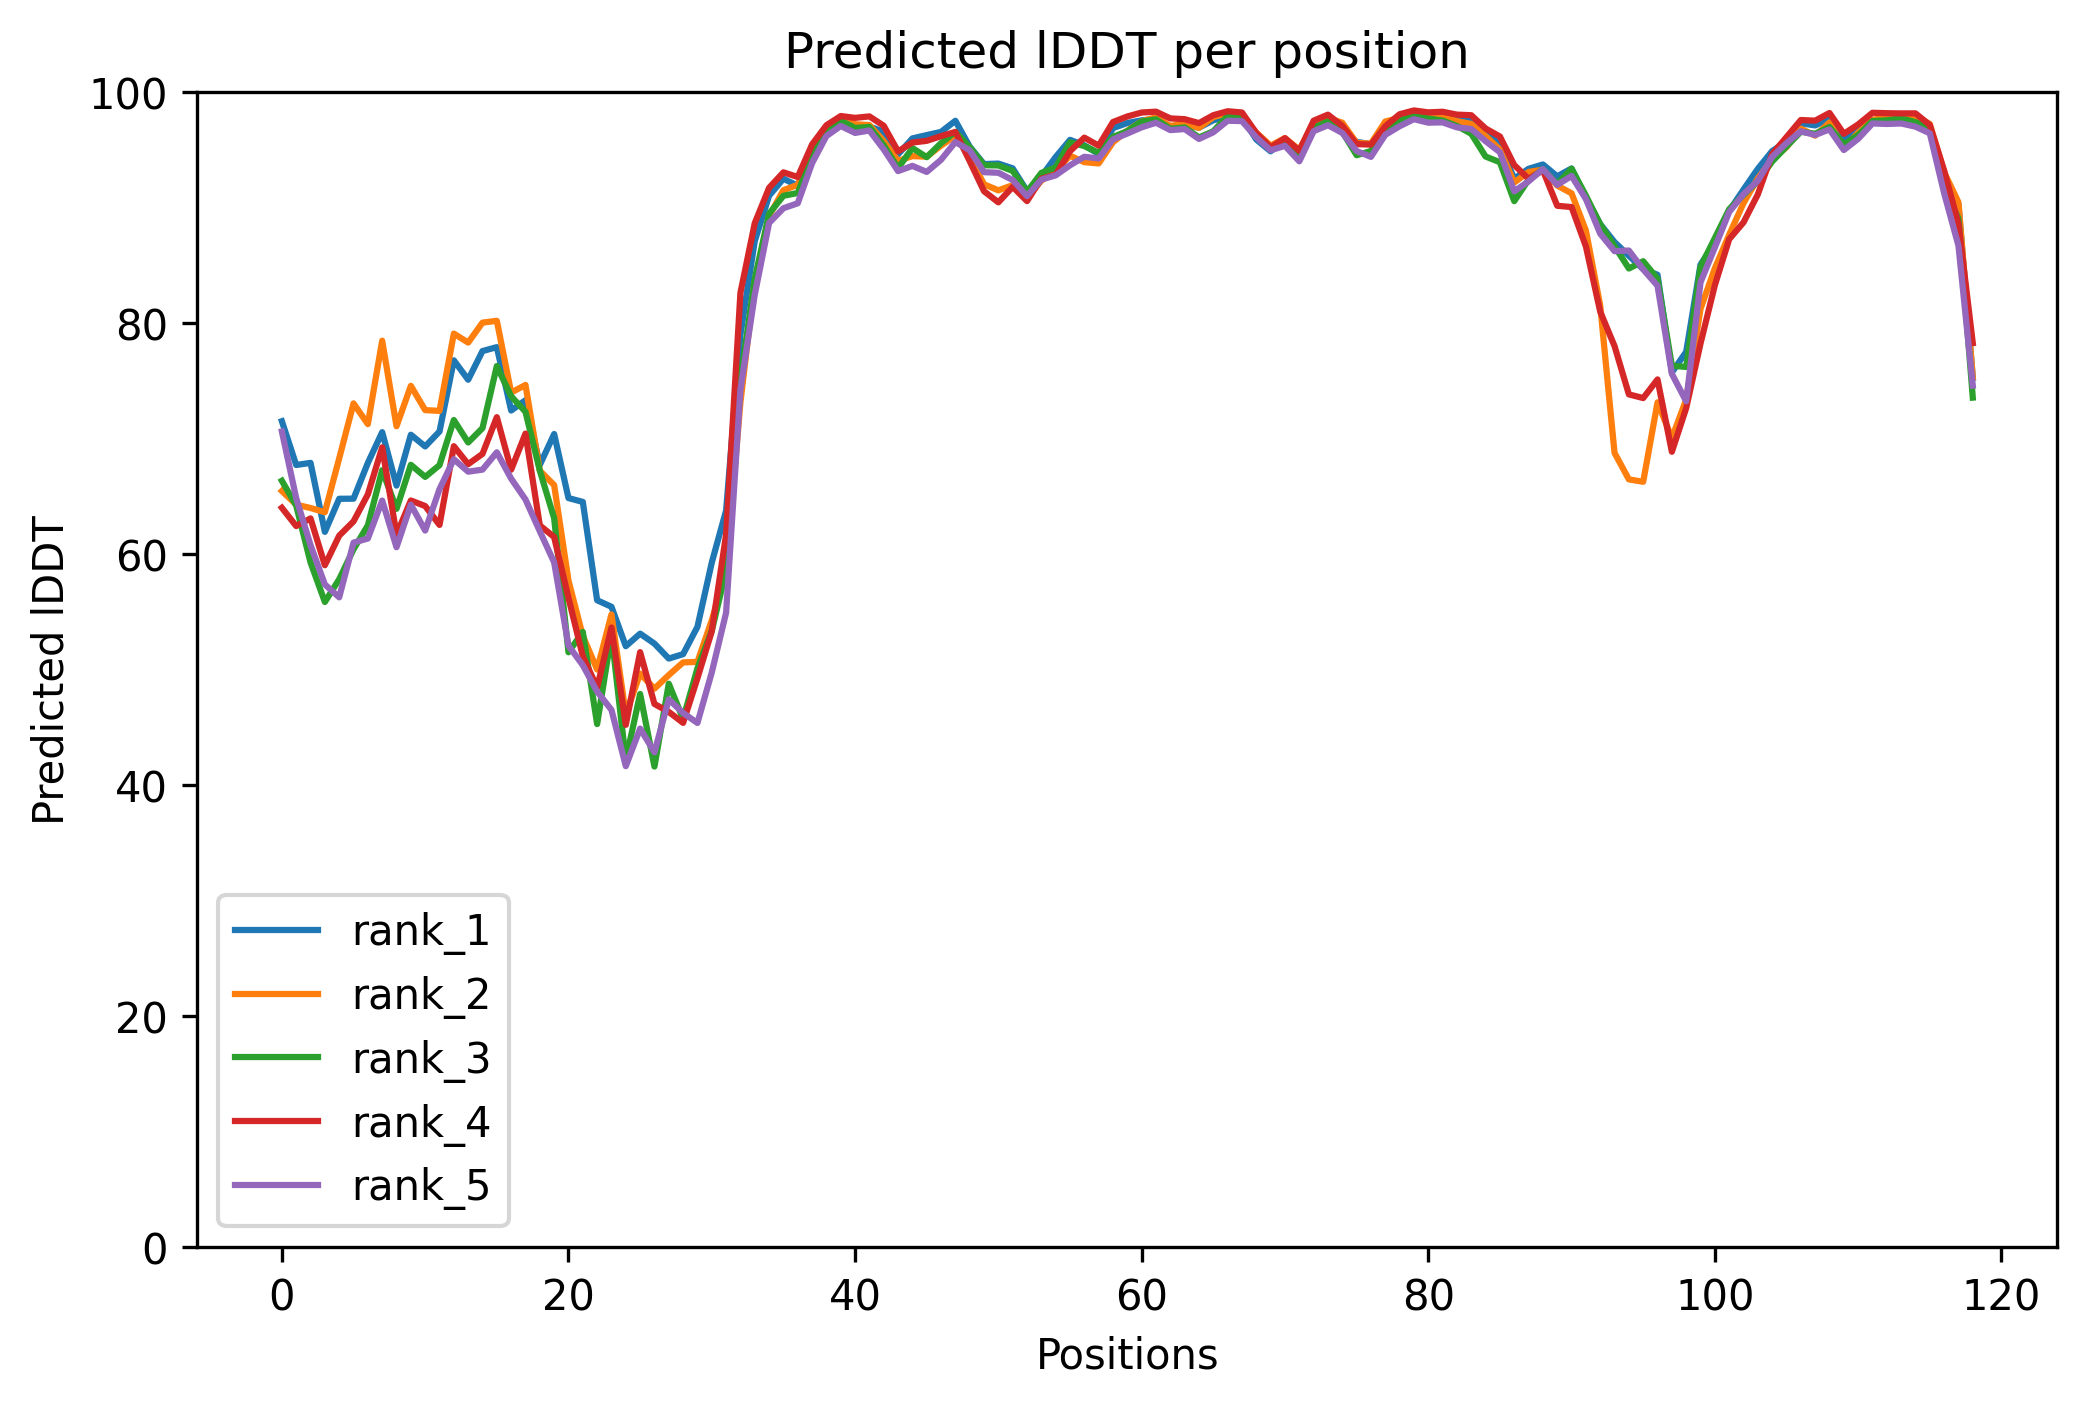 Predicted lDDT per position
100
80
60
40
20
0
Predicted lDDT
rank_1
rank_2
rank_3
rank_4
rank_5
0 20 40 60 80 100 120
Positions